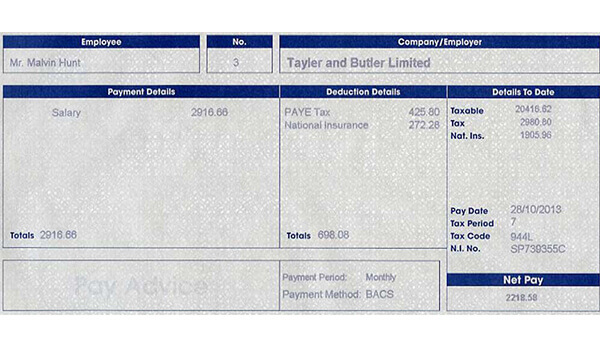 Employee No. Company/Employer
Mr. Malvin Hunt 3 Tayler and Butler Limited
Payment Details Deduction Details Details To Date
Salary 2916.66 PAYE Tax 425.80 Taxable 20416.62
National Insurance 272.28 Tax 2980.60
Nat. Ins. 1905.96
Pay Date 28/10/2013
Tax Period 7
Tax Code 944L
Totals 2916.66 Totals 698.08 N.I. No. SP739355C
Pay Advice Payment Period: Monthly Net Pay
Payment Method: BACS 2218.58